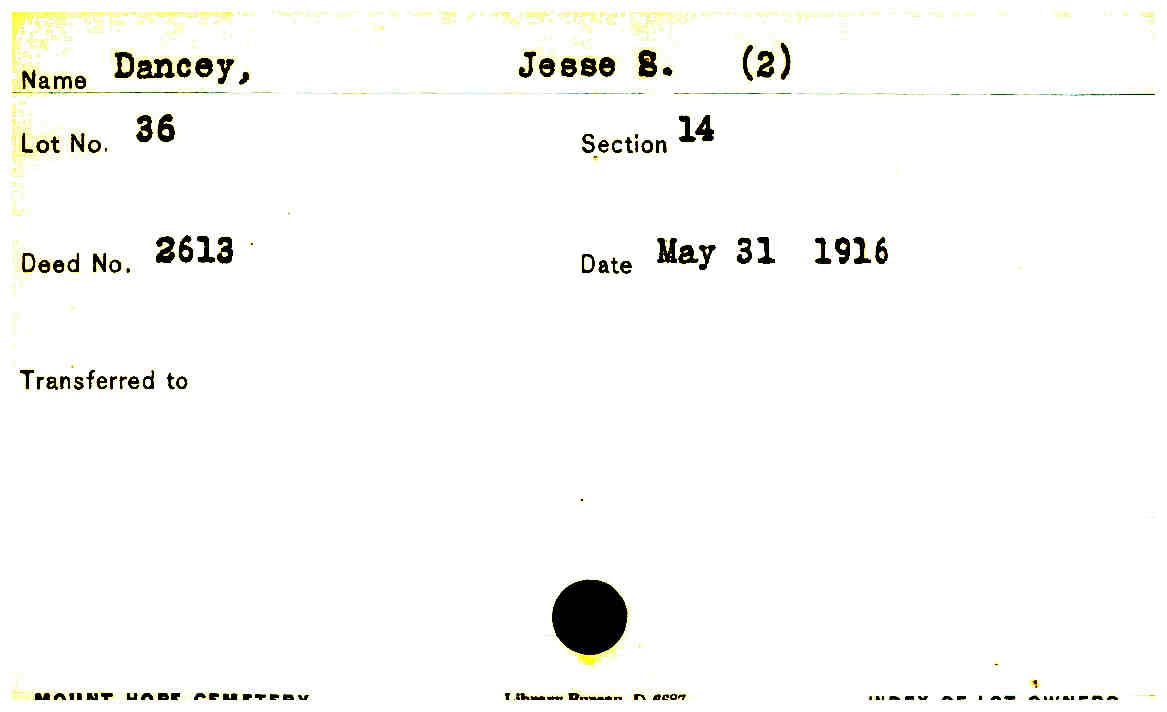 Name Dancey, Jesse S. (2)
Lot No. 36 Section 14
Deed No. 2613 Date May 31 1916
Transferred to
MOUNT HOPE CEMETERY Library Bureau D 6687 INDEX OF LOT OWNERS